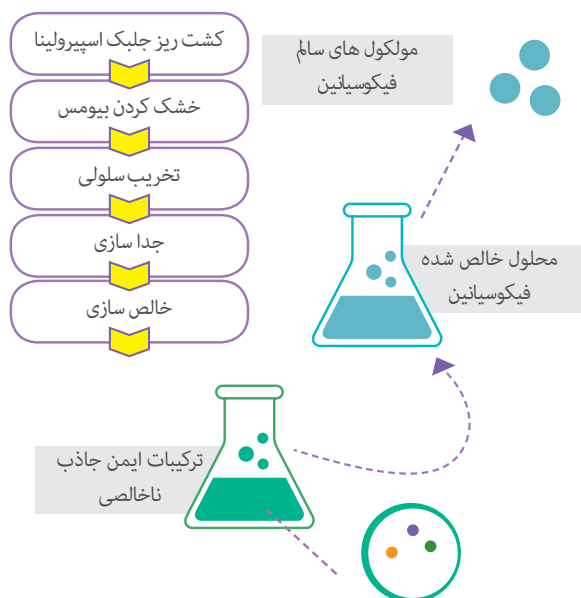 کشت ریز جلبک اسپیرولینا
خشک کردن بیومس
تخریب سلولی
جدا سازی
خالص سازی
مولکول های سالم
فیکوسیانین
محلول خالص شده
فیکوسیانین
ترکیبات ایمن جاذب
ناخالصی